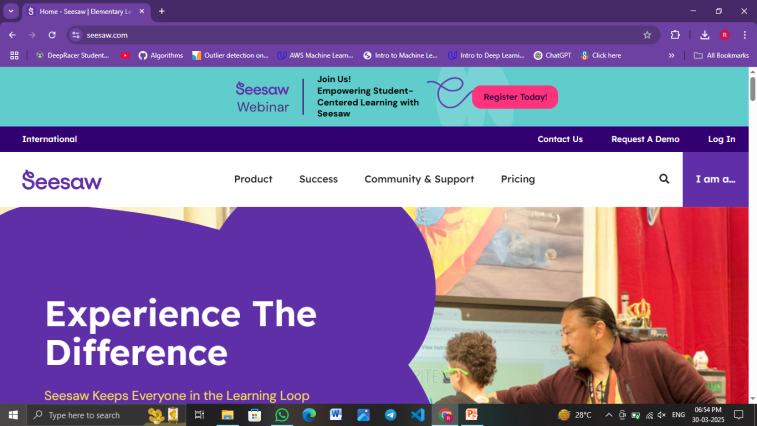 Home - Seesaw | Elementary Le
seesaw.com
DeepRacer Student...
Algorithms
Outlier detection on...
AWS Machine Learn...
Intro to Machine Le...
Intro to Deep Learni...
ChatGPT
Click here
All Bookmarks
Seesaw
Webinar
Join Us!
Empowering Student-
Centered Learning with
Seesaw
Register Today!
International
Contact Us
Request A Demo
Log In
Seesaw
Product
Success
Community & Support
Pricing
I am a...
Experience The
Difference
Seesaw Keeps Everyone in the Learning Loop
Type here to search
28°C
ENG
06:54 PM
30-03-2025